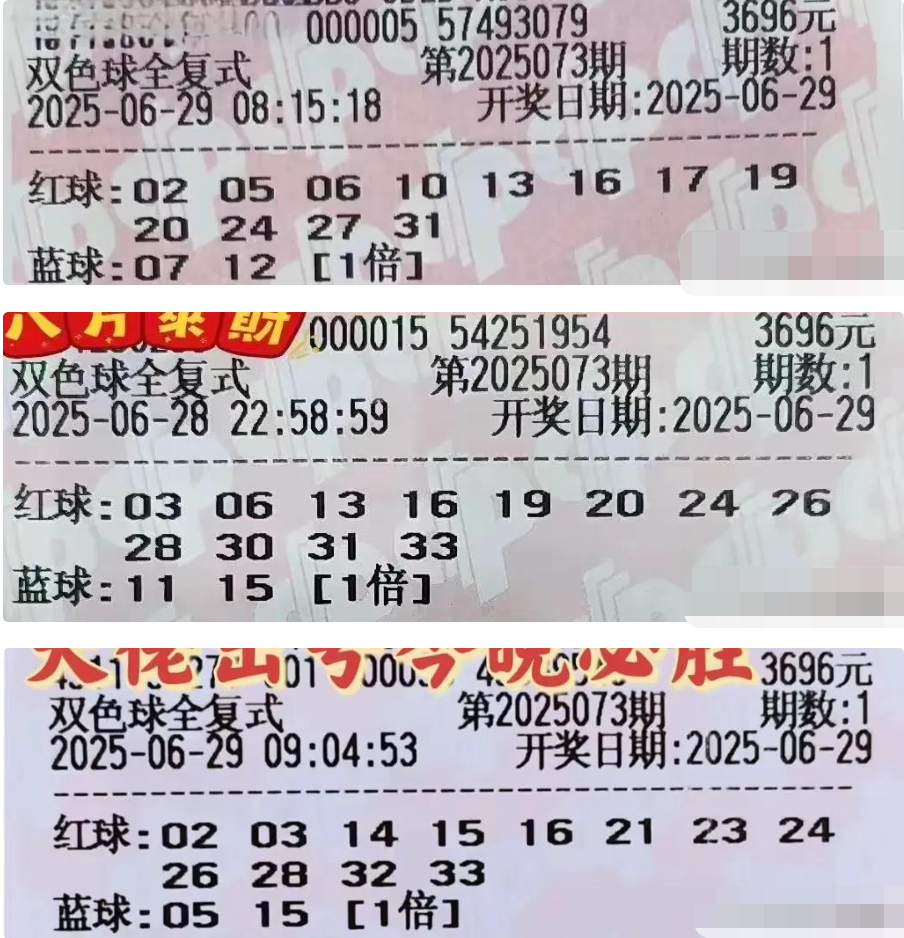 000005 57493079 3696元
双色球全复式 第2025073期 期数:1
2025-06-29 08:15:18 开奖日期:2025-06-29
红球:02 05 06 10 13 16 17 19
20 24 27 31
蓝球:07 12 [1倍]
000015 54251954 3696元
双色球全复式 第2025073期 期数:1
2025-06-28 22:58:59 开奖日期:2025-06-29
红球:03 06 13 16 19 20 24 26
28 30 31 33
蓝球:11 15 [1倍]
大佬出号今晚必胜
3696元
双色球全复式 第2025073期 期数:1
2025-06-29 09:04:53 开奖日期:2025-06-29
红球:02 03 14 15 16 21 23 24
26 28 32 33
蓝球:05 15 [1倍]